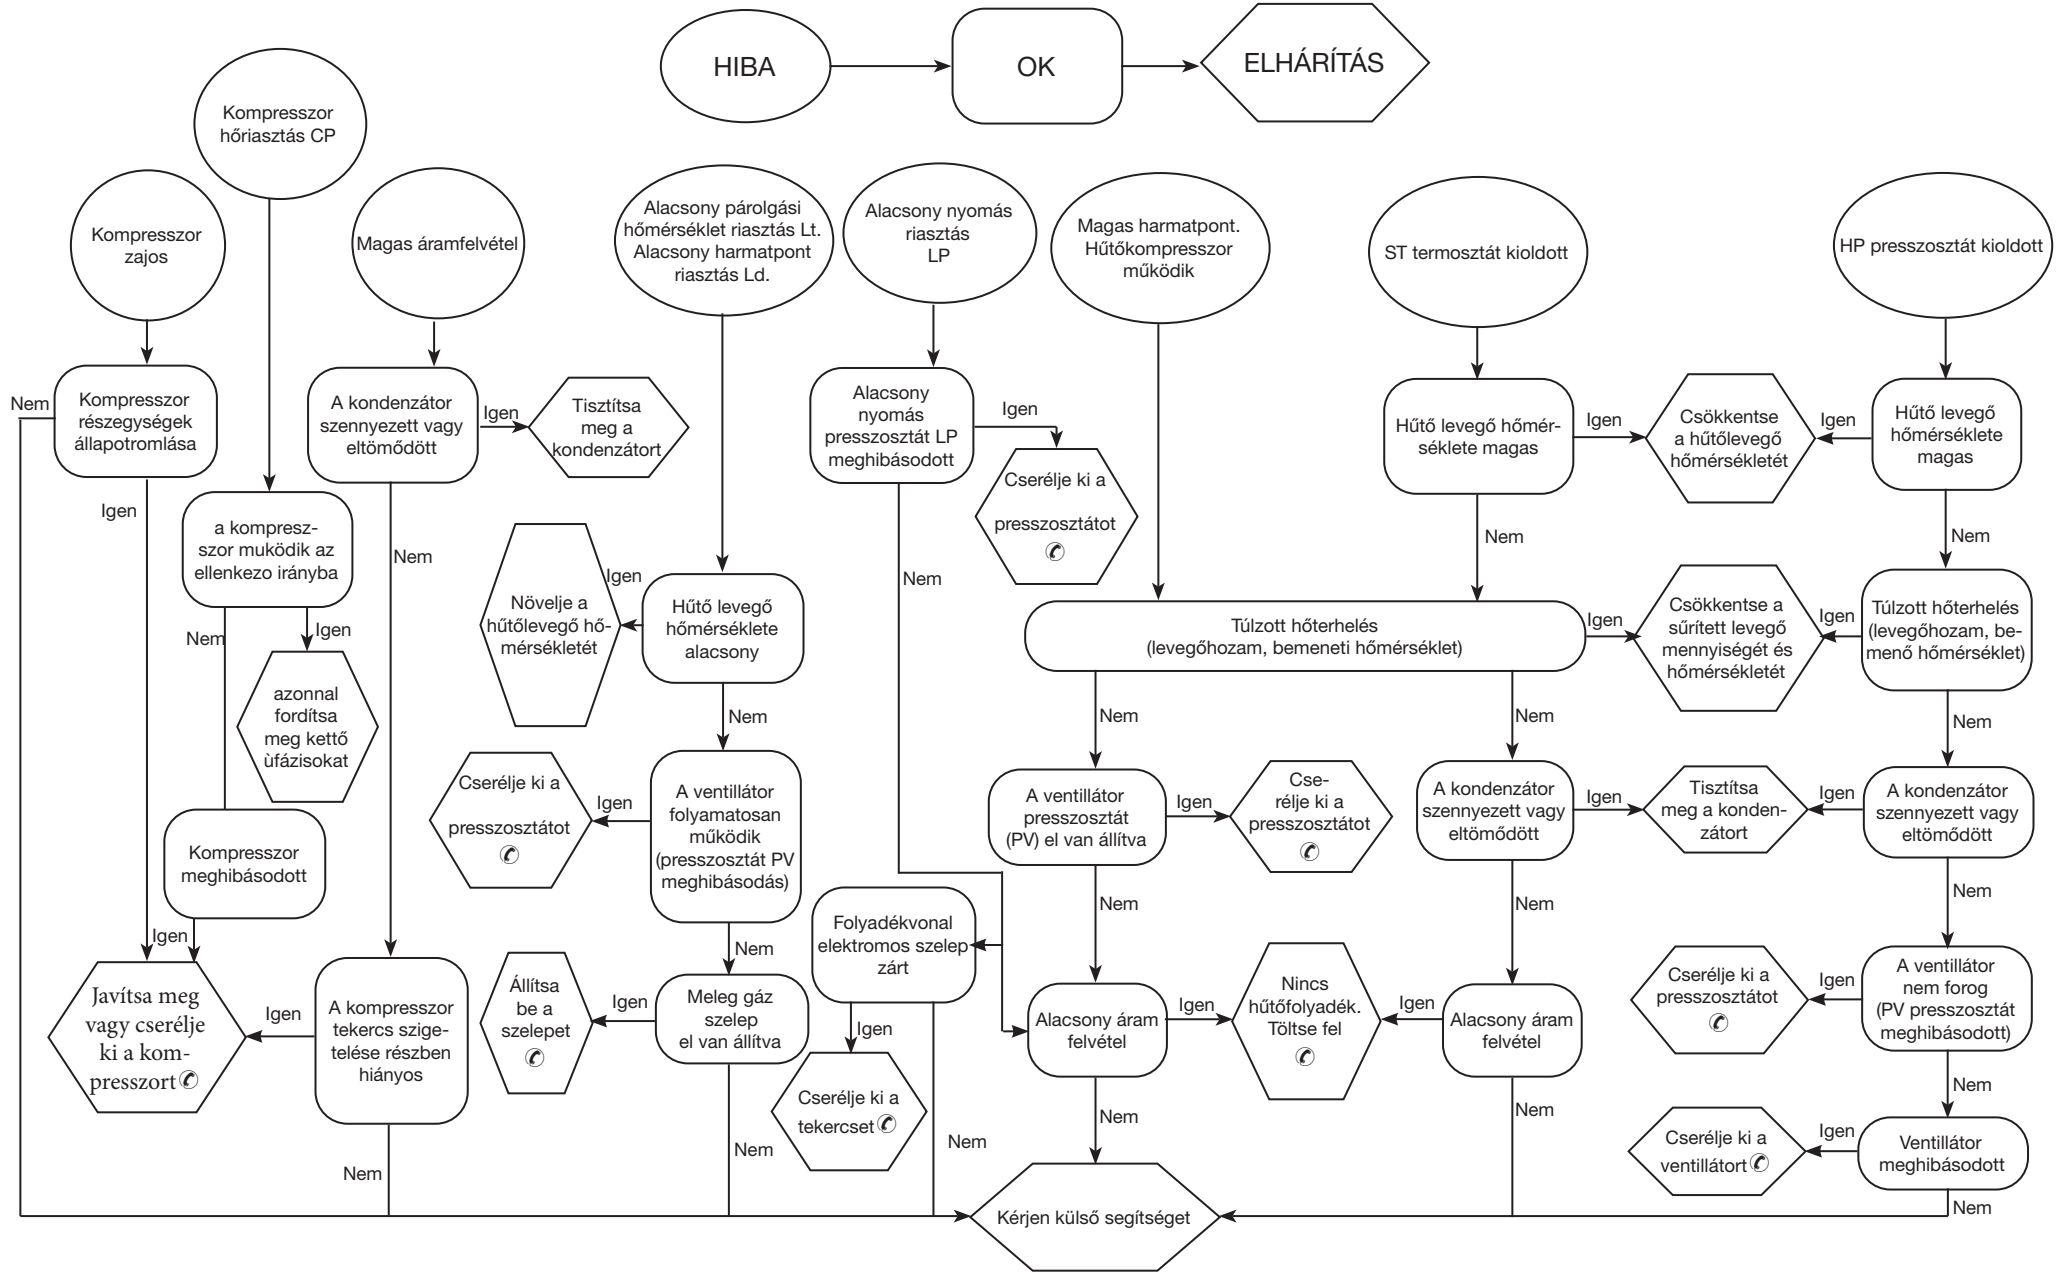 HIBA
OK
ELHÁRÍTÁS
Kompresszor
hőriasztás CP
Kompresszor
zajos
Magas áramfelvétel
Alacsony párolgási
hőmérséklet riasztás Lt.
Alacsony harmatpont
riasztás Ld.
Alacsony nyomás
riasztás
LP
Magas harmatpont.
Hűtőkompresszor
működik
ST termosztát kioldott
HP presszosztát kioldott
Nem
Kompresszor
részegységek
állapotromlása
Igen
A kondenzátor
szennyezett vagy
eltömődött
Igen
Tisztítsa
meg a
kondenzátort
Nem
Alacsony
nyomás
presszosztát LP
meghibásodott
Igen
Cserélje ki a
presszosztátot
✆
Nem
Hűtő levegő hőmér-
séklete magas
Igen
Csökkentse
a hűtőlevegő
hőmérsékletét
Igen
Hűtő levegő
hőmérséklete
magas
Nem
Nem
a kompresz-
szor muködik az
ellenkezo irányba
Nem
Igen
azonnal
fordítsa
meg kettő
ùfázisokat
Növelje a
hűtőlevegő hő-
mérsékletét
Igen
Hűtő levegő
hőmérséklete
alacsony
Nem
Túlzott hőterhelés
(levegőhozam, bemeneti hőmérséklet)
Igen
Csökkentse a
sűrített levegő
mennyiségét és
hőmérsékletét
Igen
Túlzott hőterhelés
(levegőhozam, be-
menő hőmérséklet)
Nem
Nem
Nem
Kompresszor
meghibásodott
Igen
Cserélje ki a
presszosztátot
✆
Igen
A ventillátor
folyamatosan
működik
(presszosztát PV
meghibásodás)
Nem
A ventillátor
presszosztát
(PV) el van állítva
Igen
Cse-
rélje ki a
presszosztátot
✆
Nem
A kondenzátor
szennyezett vagy
eltömődött
Igen
Tisztítsa
meg a konden-
zátort
Igen
A kondenzátor
szennyezett vagy
eltömődött
Nem
Nem
Javítsa meg
vagy cserélje
ki a kom-
presszort ✆
Igen
A kompresszor
tekercs szige-
telése részben
hiányos
Nem
Állítsa
be a
szelepet
✆
Igen
Meleg gáz
szelep
el van állítva
Nem
Folyadékvonal
elektromos szelep
zárt
Igen
Cserélje ki a
tekercset ✆
Nem
Alacsony áram
felvétel
Igen
Nincs
hűtőfolyadék.
Töltse fel
✆
Igen
Alacsony áram
felvétel
Nem
Nem
Cserélje ki a
presszosztátot
✆
Igen
A ventillátor
nem forog
(PV presszosztát
meghibásodott)
Nem
Cserélje ki a
ventillátort ✆
Igen
Ventillátor
meghibásodott
Nem
Kérjen külső segítséget